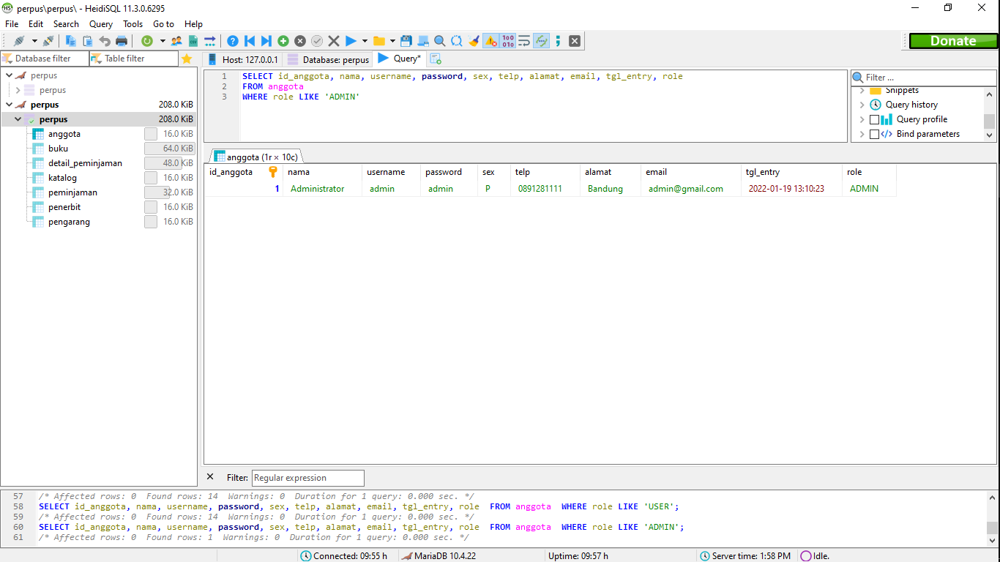 perpus\perpus\ - HeidiSQL 11.3.0.6295
File Edit Search Query Tools Go to Help
Donate
Database filter Table filter
Host: 127.0.0.1 Database: perpus Query*
perpus
perpus
perpus 208.0 KiB
perpus 208.0 KiB
anggota 16.0 KiB
buku 64.0 KiB
detail_peminjaman 48.0 KiB
katalog 16.0 KiB
peminjaman 32.0 KiB
penerbit 16.0 KiB
pengarang 16.0 KiB
1 SELECT id_anggota, nama, username, password, sex, telp, alamat, email, tgl_entry, role
2 FROM anggota
3 WHERE role LIKE 'ADMIN'
Filter ...
Snippets
Query history
Query profile
Bind parameters
anggota (1r × 10c)
id_anggota nama username password sex telp alamat email tgl_entry role
1 Administrator admin admin P 0891281111 Bandung admin@gmail.com 2022-01-19 13:10:23 ADMIN
Filter: Regular expression
57 /* Affected rows: 0 Found rows: 14 Warnings: 0 Duration for 1 query: 0.000 sec. */
58 SELECT id_anggota, nama, username, password, sex, telp, alamat, email, tgl_entry, role FROM anggota WHERE role LIKE 'USER';
59 /* Affected rows: 0 Found rows: 14 Warnings: 0 Duration for 1 query: 0.000 sec. */
60 SELECT id_anggota, nama, username, password, sex, telp, alamat, email, tgl_entry, role FROM anggota WHERE role LIKE 'ADMIN';
61 /* Affected rows: 0 Found rows: 1 Warnings: 0 Duration for 1 query: 0.000 sec. */
Connected: 09:55 h MariaDB 10.4.22 Uptime: 09:57 h Server time: 1:58 PM Idle.